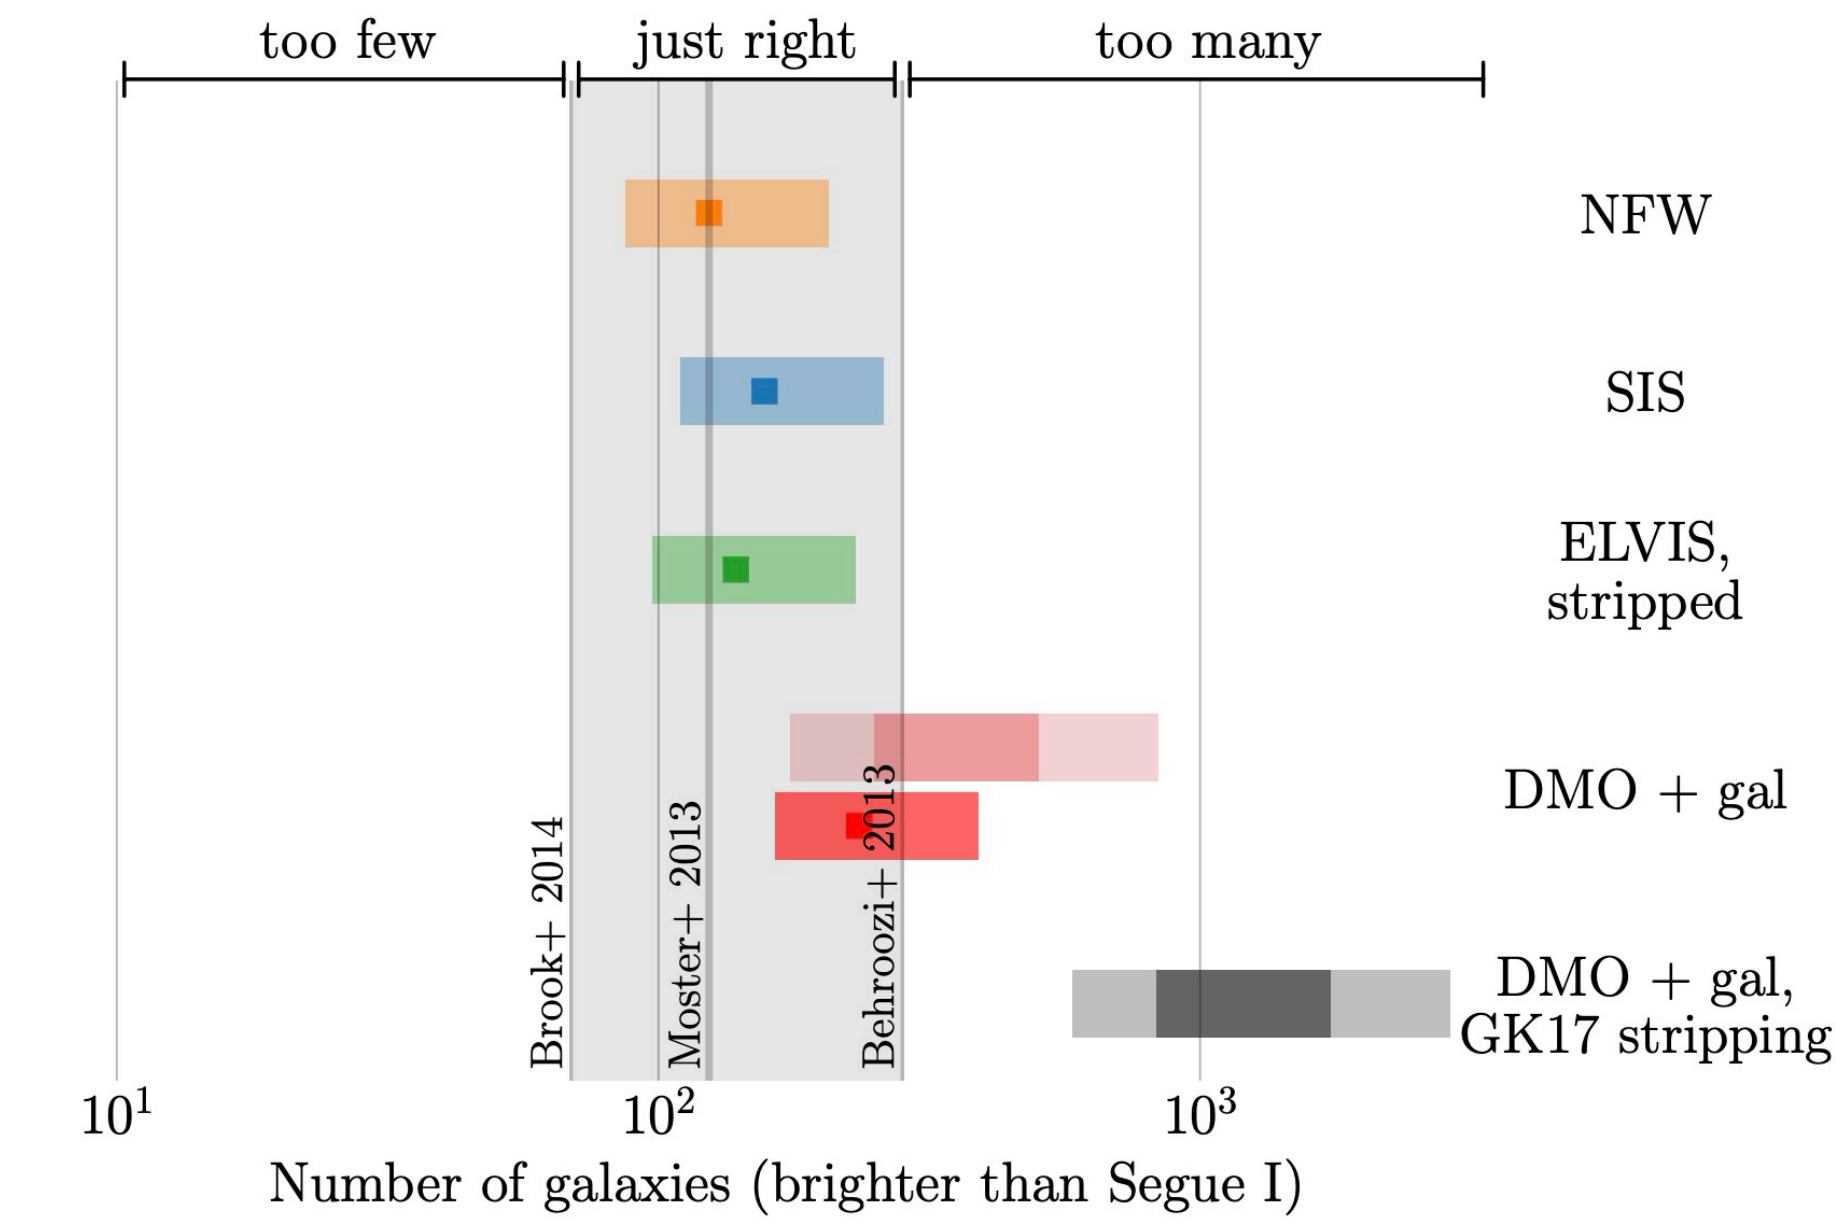 too few
just right
too many
NFW
SIS
ELVIS,
stripped
DMO + gal
DMO + gal,
GK17 stripping
Brook+ 2014
Moster+ 2013
Behroozi+ 2013
10¹
10²
10³
Number of galaxies (brighter than Segue I)